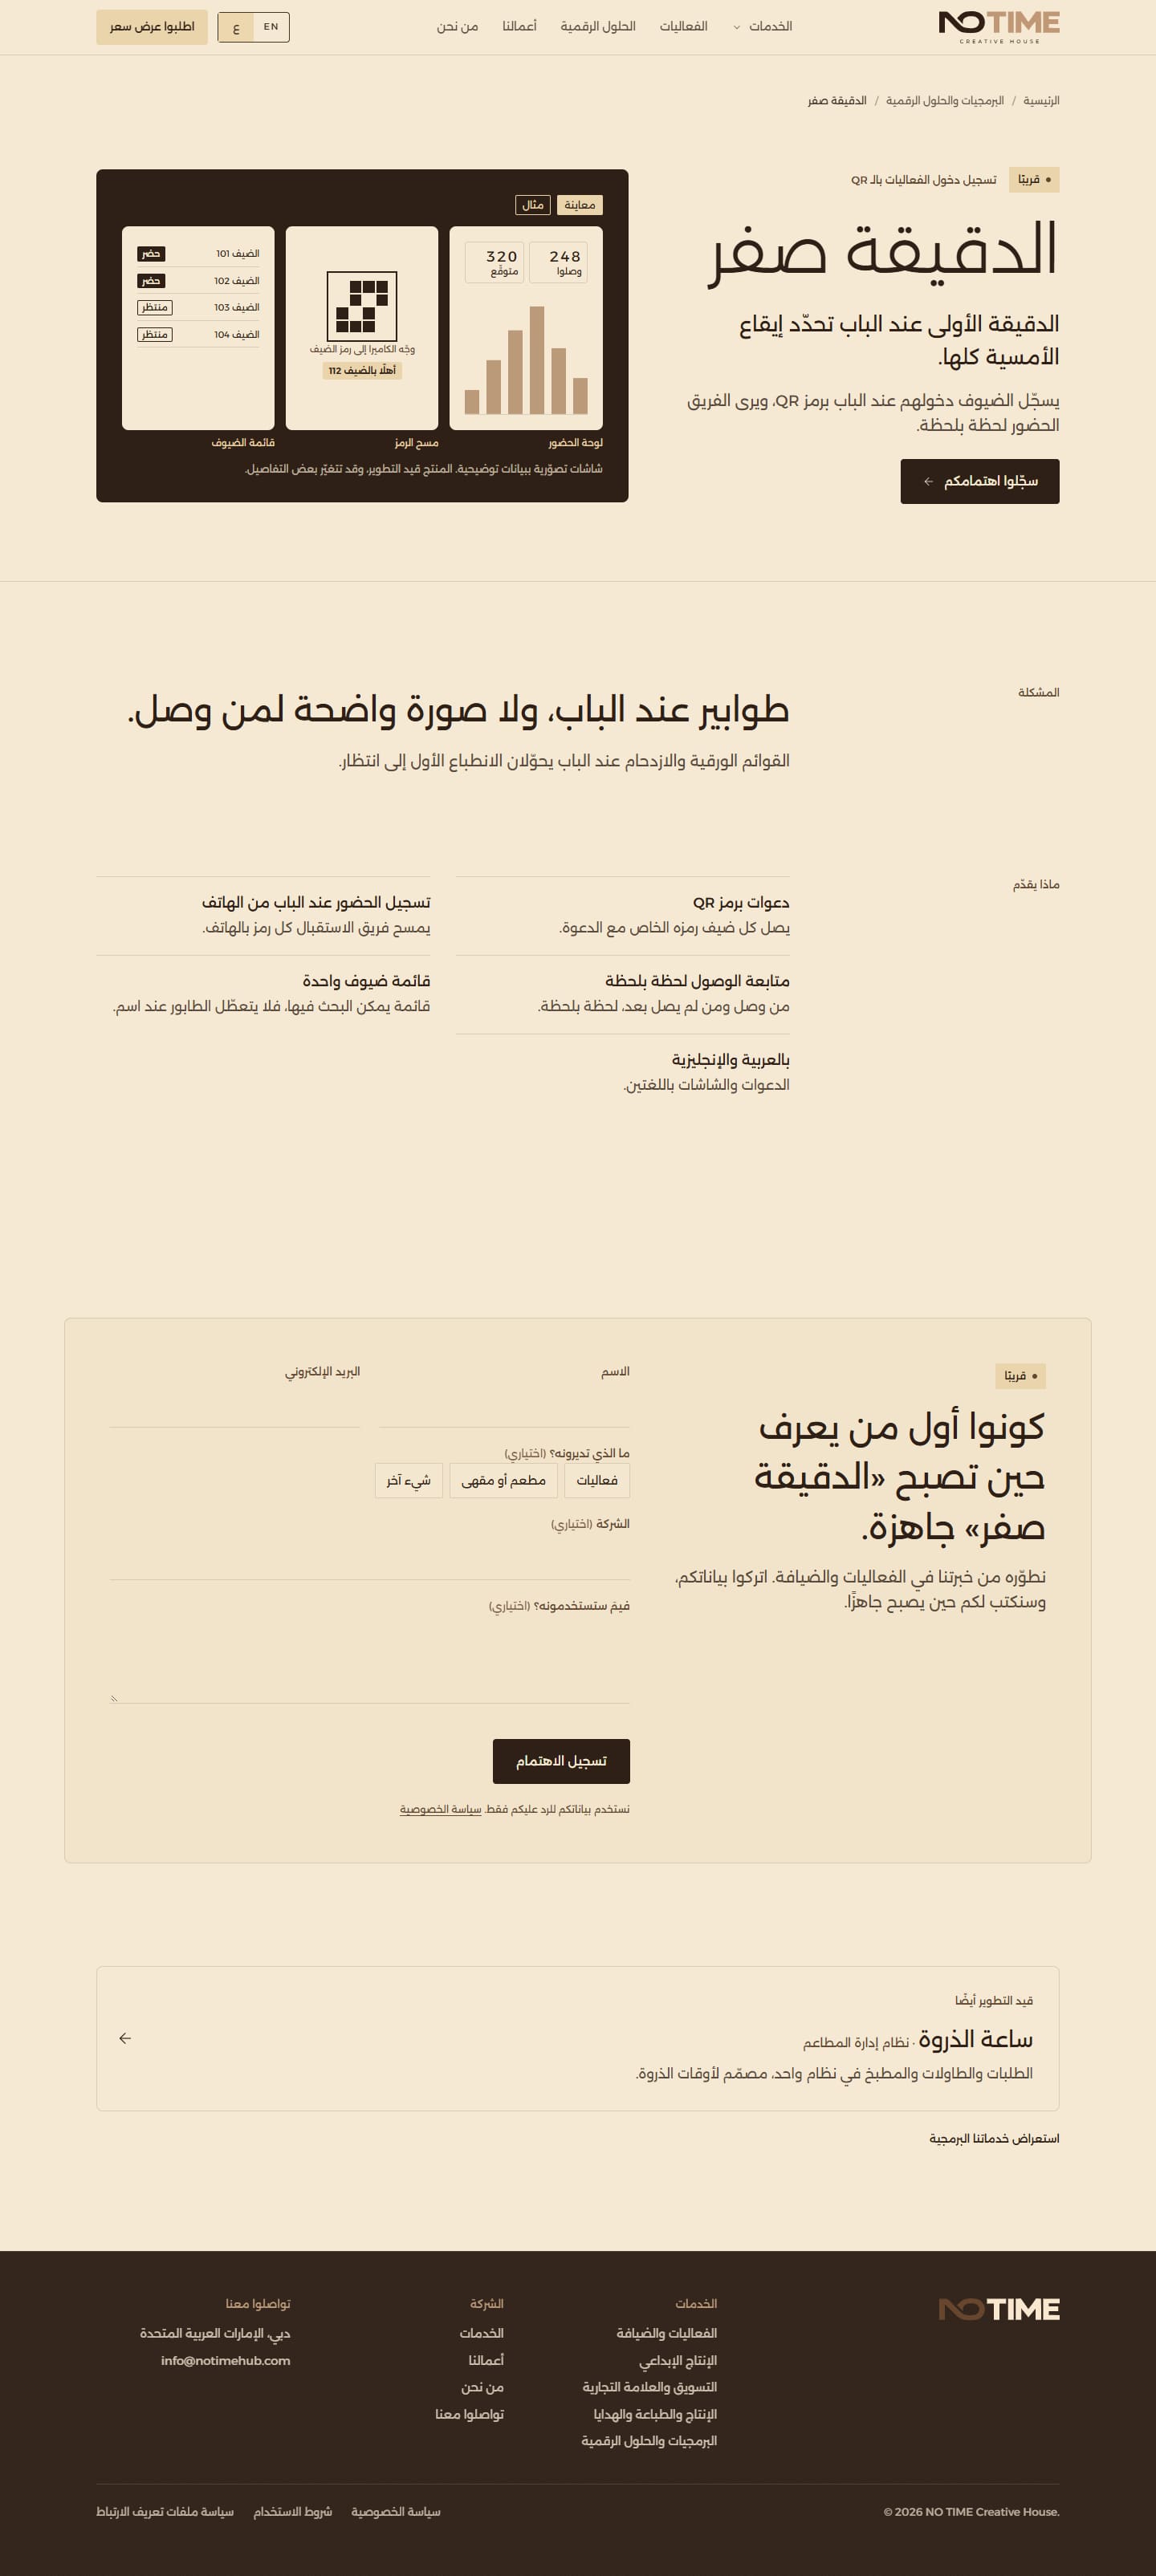 NOTIME
CREATIVE HOUSE
الخدمات
الفعاليات
الحلول الرقمية
أعمالنا
من نحن
EN
ع
اطلبوا عرض سعر
الرئيسية / البرمجيات والحلول الرقمية / الدقيقة صفر
قريبًا
تسجيل دخول الفعاليات بالـ QR
الدقيقة صفر
الدقيقة الأولى عند الباب تحدّد إيقاع
الأمسية كلها.
يسجّل الضيوف دخولهم عند الباب برمز QR، ويرى الفريق
الحضور لحظة بلحظة.
سجّلوا اهتمامكم
معاينة
مثال
248
وصلوا
320
متوقّع
لوحة الحضور
وجّه الكاميرا إلى رمز الضيف
أهلًا بالضيف 112
مسح الرمز
الضيف 101 حضر
الضيف 102 حضر
الضيف 103 منتظر
الضيف 104 منتظر
قائمة الضيوف
شاشات تصوّرية ببيانات توضيحية. المنتج قيد التطوير، وقد تتغيّر بعض التفاصيل.
المشكلة
طوابير عند الباب، ولا صورة واضحة لمن وصل.
القوائم الورقية والازدحام عند الباب يحوّلان الانطباع الأول إلى انتظار.
ماذا يقدّم
دعوات برمز QR
يصل كل ضيف رمزه الخاص مع الدعوة.
تسجيل الحضور عند الباب من الهاتف
يمسح فريق الاستقبال كل رمز بالهاتف.
متابعة الوصول لحظة بلحظة
من وصل ومن لم يصل بعد، لحظة بلحظة.
قائمة ضيوف واحدة
قائمة يمكن البحث فيها، فلا يتعطّل الطابور عند اسم.
بالعربية والإنجليزية
الدعوات والشاشات باللغتين.
قريبًا
كونوا أول من يعرف
حين تصبح «الدقيقة
صفر» جاهزة.
نطوّره من خبرتنا في الفعاليات والضيافة. اتركوا بياناتكم،
وسنكتب لكم حين يصبح جاهزًا.
الاسم
البريد الإلكتروني
ما الذي تديرونه؟ (اختياري)
فعاليات
مطعم أو مقهى
شيء آخر
الشركة (اختياري)
فيمَ ستستخدمونه؟ (اختياري)
تسجيل الاهتمام
نستخدم بياناتكم للرد عليكم فقط. سياسة الخصوصية
قيد التطوير أيضًا
ساعة الذروة · نظام إدارة المطاعم
الطلبات والطاولات والمطبخ في نظام واحد، مصمّم لأوقات الذروة.
استعراض خدماتنا البرمجية
NOTIME
الخدمات
الفعاليات والضيافة
الإنتاج الإبداعي
التسويق والعلامة التجارية
الإنتاج والطباعة والهدايا
البرمجيات والحلول الرقمية
الشركة
الخدمات
أعمالنا
من نحن
تواصلوا معنا
تواصلوا معنا
دبي، الإمارات العربية المتحدة
info@notimehub.com
© 2026 NO TIME Creative House.
سياسة الخصوصية
شروط الاستخدام
سياسة ملفات تعريف الارتباط